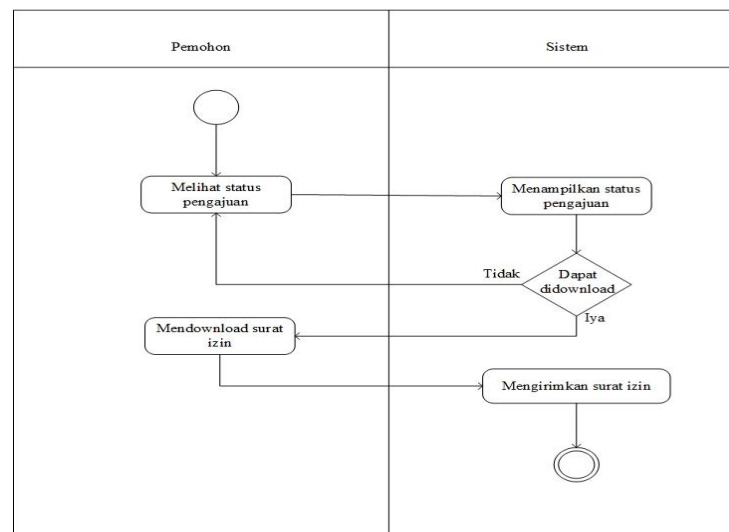 Pemohon
Sistem
Melihat status
pengajuan
Menampilkan status
pengajuan
Tidak
Dapat
didownload
Iya
Mendownload surat
izin
Mengirimkan surat izin